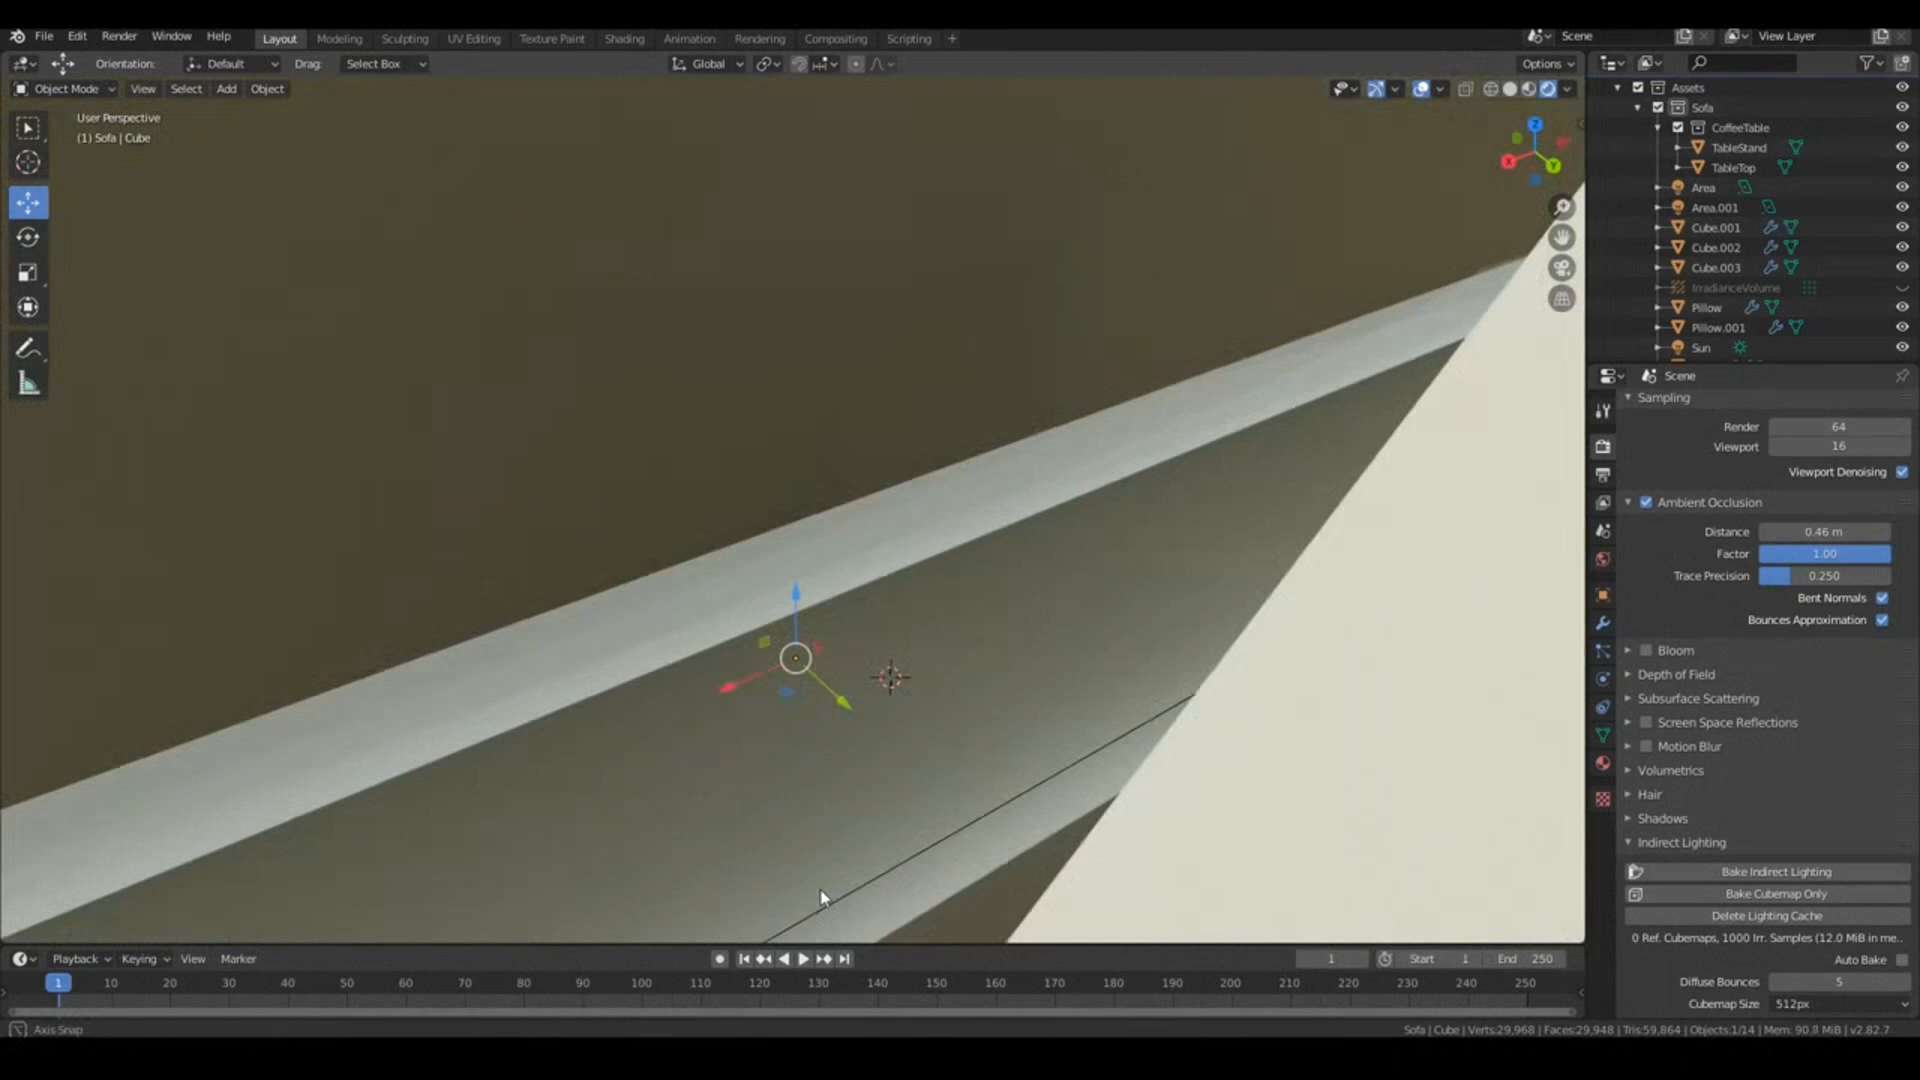 File Edit Render Window Help Layout Modeling Sculpting UV Editing Texture Paint Shading Animation Rendering Compositing Scripting + Scene View Layer
Orientation: Default Drag: Select Box Global Options
Object Mode View Select Add Object
User Perspective
(1) Sofa | Cube
Z
X
Y
Assets
Sofa
CoffeeTable
TableStand
TableTop
Area
Area.001
Cube.001
Cube.002
Cube.003
IrradianceVolume
Pillow
Pillow.001
Sun
Scene
Sampling
Render 64
Viewport 16
Viewport Denoising
Ambient Occlusion
Distance 0.46 m
Factor 1.00
Trace Precision 0.250
Bent Normals
Bounces Approximation
Bloom
Depth of Field
Subsurface Scattering
Screen Space Reflections
Motion Blur
Volumetrics
Hair
Shadows
Indirect Lighting
Bake Indirect Lighting
Bake Cubemap Only
Delete Lighting Cache
0 Ref. Cubemaps, 1000 Irr. Samples (12.0 MiB in me..
Auto Bake
Diffuse Bounces 5
Cubemap Size 512px
Playback Keying View Marker 1 Start 1 End 250
1 10 20 30 40 50 60 70 80 90 100 110 120 130 140 150 160 170 180 190 200 210 220 230 240 250
Axis Snap
Sofa | Cube | Verts:29,968 | Faces:29,948 | Tris:59,864 | Objects:1/14 | Mem: 90.8 MiB | v2.82.7